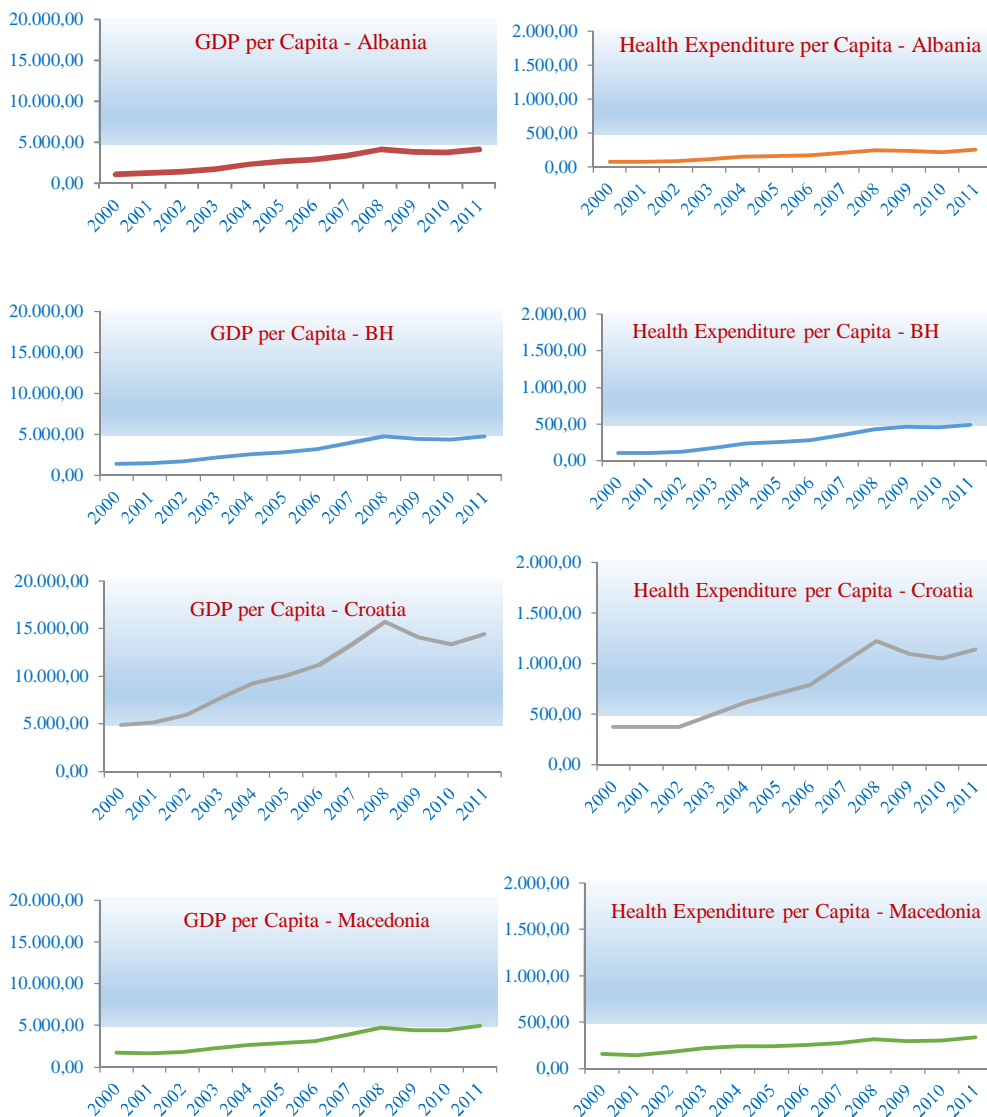 GDP per Capita - Albania
20.000,00
15.000,00
10.000,00
5.000,00
0,00
2000 2001 2002 2003 2004 2005 2006 2007 2008 2009 2010 2011
Health Expenditure per Capita - Albania
2.000,00
1.500,00
1.000,00
500,00
0,00
2000 2001 2002 2003 2004 2005 2006 2007 2008 2009 2010 2011
GDP per Capita - BH
20.000,00
15.000,00
10.000,00
5.000,00
0,00
2000 2001 2002 2003 2004 2005 2006 2007 2008 2009 2010 2011
Health Expenditure per Capita - BH
2.000,00
1.500,00
1.000,00
500,00
0,00
2000 2001 2002 2003 2004 2005 2006 2007 2008 2009 2010 2011
GDP per Capita - Croatia
20.000,00
15.000,00
10.000,00
5.000,00
0,00
2000 2001 2002 2003 2004 2005 2006 2007 2008 2009 2010 2011
Health Expenditure per Capita - Croatia
2.000,00
1.500,00
1.000,00
500,00
0,00
2000 2001 2002 2003 2004 2005 2006 2007 2008 2009 2010 2011
GDP per Capita - Macedonia
20.000,00
15.000,00
10.000,00
5.000,00
0,00
2000 2001 2002 2003 2004 2005 2006 2007 2008 2009 2010 2011
Health Expenditure per Capita - Macedonia
2.000,00
1.500,00
1.000,00
500,00
0,00
2000 2001 2002 2003 2004 2005 2006 2007 2008 2009 2010 2011